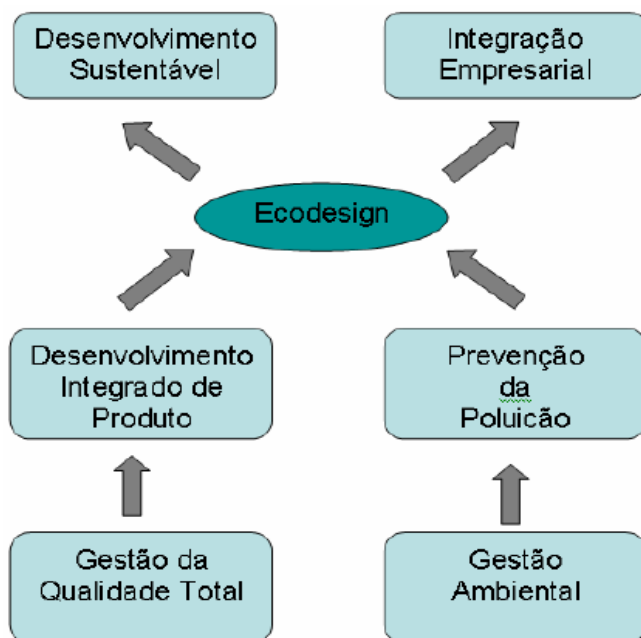 Desenvolvimento
Sustentável
Integração
Empresarial
Ecodesign
Desenvolvimento
Integrado de
Produto
Prevenção
da
Poluicão
Gestão da
Qualidade Total
Gestão
Ambiental